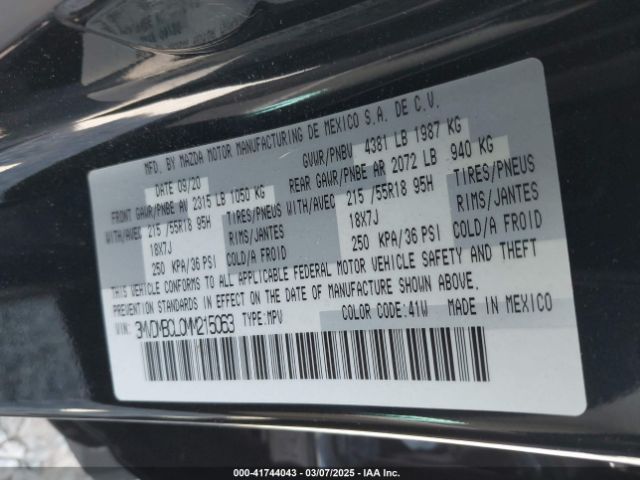 MFD. BY MAZDA MOTOR MANUFACTURING DE MEXICO S.A. DE C.V.
DATE 09/20 GVWR/PNBV 4381 LB 1987 KG
FRONT GAWR/PNBE AV 2315 LB 1050 KG REAR GAWR/PNBE AR 2072 LB 940 KG
WITH/AVEC 215 /55R18 95H TIRES/PNEUS WITH/AVEC 215 /55R18 95H TIRES/PNEUS
18X7J RIMS/JANTES 18X7J RIMS/JANTES
250 KPA/36 PSI COLD/A FROID 250 KPA/36 PSI COLD/A FROID
THIS VEHICLE CONFORMS TO ALL APPLICABLE FEDERAL MOTOR VEHICLE SAFETY AND THEFT
PREVENTION STANDARDS IN EFFECT ON THE DATE OF MANUFACTURE SHOWN ABOVE.
VIN: TYPE:MPV COLOR CODE:41W MADE IN MEXICO
000-41744043 — 03/07/2025 — IAA Inc.